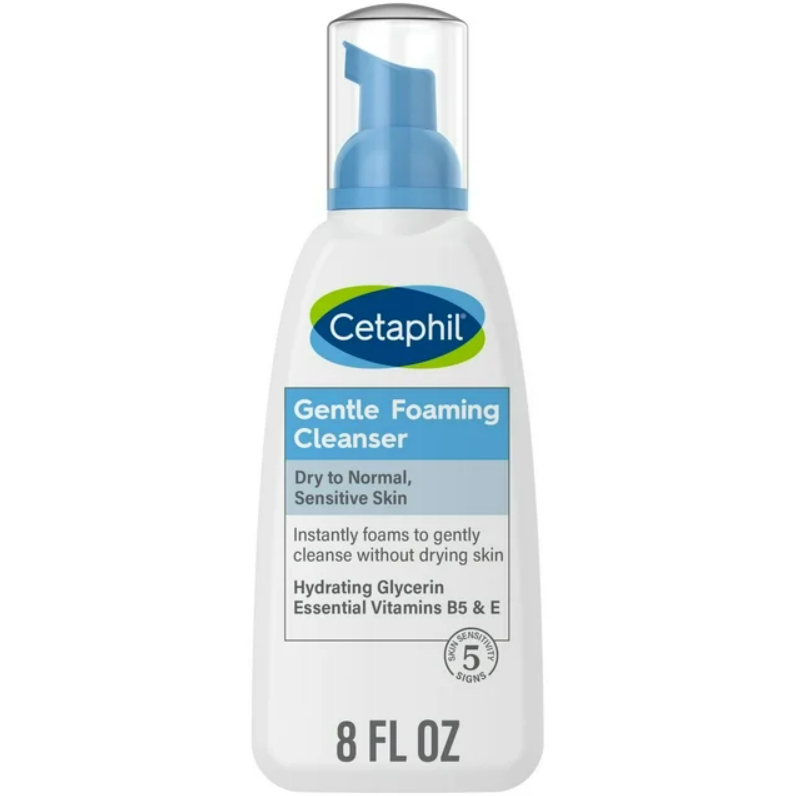 Cetaphil®
Gentle Foaming
Cleanser
Dry to Normal,
Sensitive Skin
Instantly foams to gently
cleanse without drying skin
Hydrating Glycerin
Essential Vitamins B5 & E
SKIN SENSITIVITY
5
SIGNS
8 FL OZ